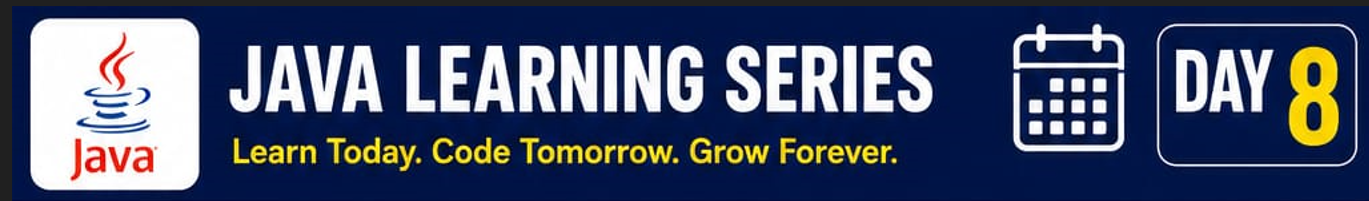 Java
JAVA LEARNING SERIES
Learn Today. Code Tomorrow. Grow Forever.
DAY 8